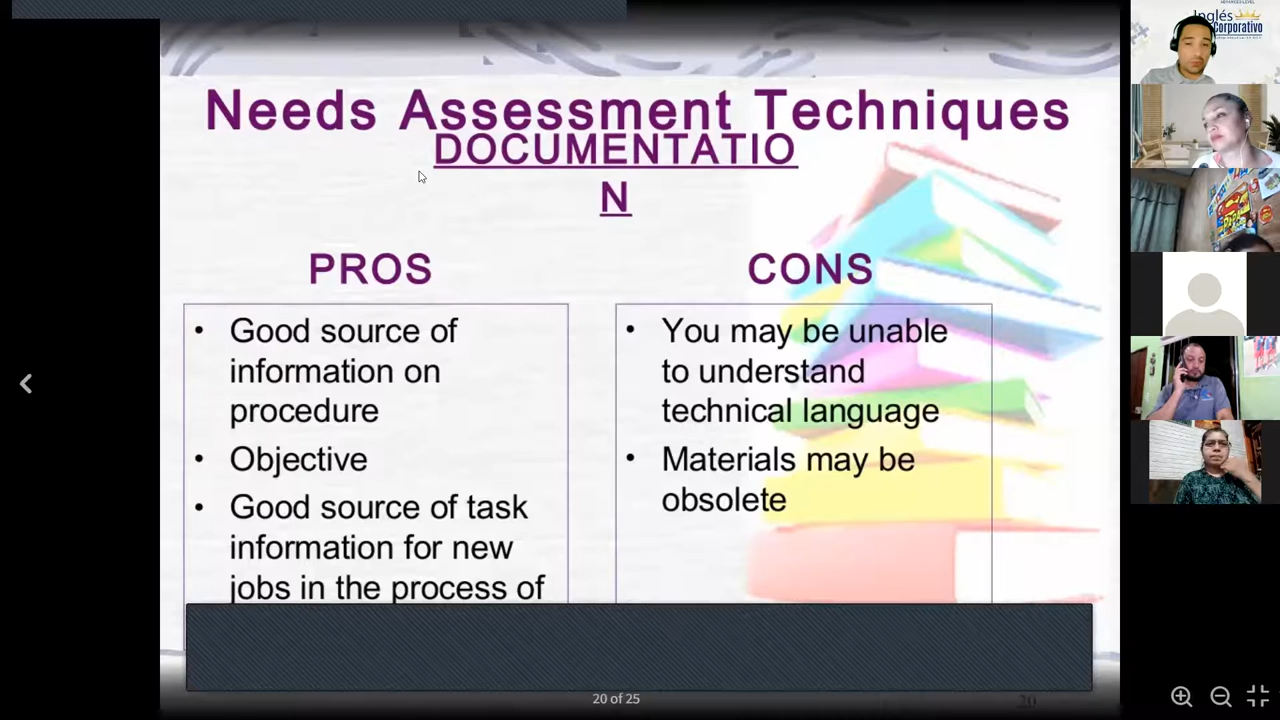 Needs Assessment Techniques
DOCUMENTATIO
N
PROS
• Good source of
information on
procedure
• Objective
• Good source of task
information for new
jobs in the process of
CONS
• You may be unable
to understand
technical language
• Materials may be
obsolete
20 of 25
20
Inglés
Corporativo